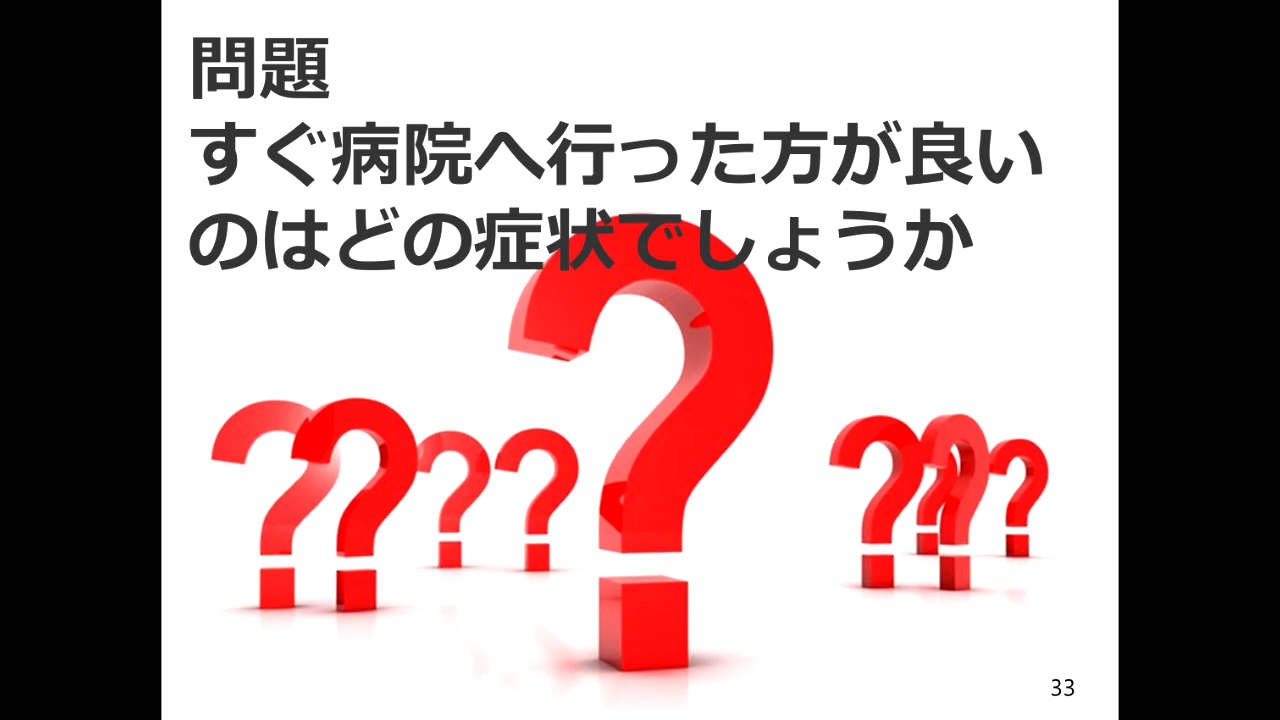 問題
すぐ病院へ行った方が良い
のはどの症状でしょうか
33